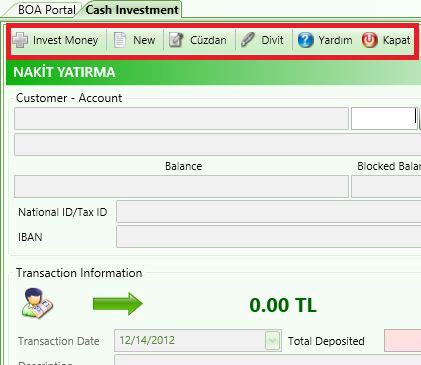 BOA Portal Cash Investment
Invest Money New Cüzdan Divit Yardım Kapat
NAKİT YATIRMA
Customer - Account
Balance Blocked Balar
National ID/Tax ID
IBAN
Transaction Information
0.00 TL
Transaction Date 12/14/2012 Total Deposited
Description